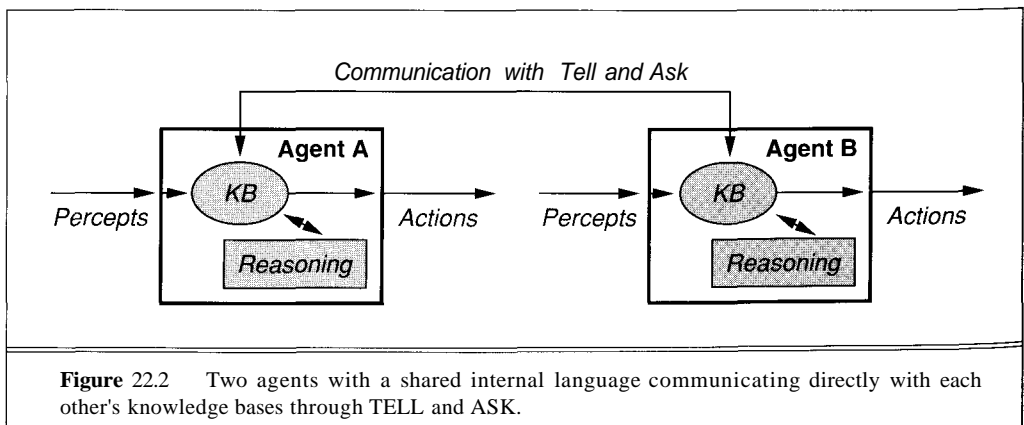 Communication with Tell and Ask
Agent A
KB
Percepts
Actions
Reasoning
Agent B
KB
Percepts
Actions
Reasoning
Figure 22.2 Two agents with a shared internal language communicating directly with each
other's knowledge bases through TELL and ASK.